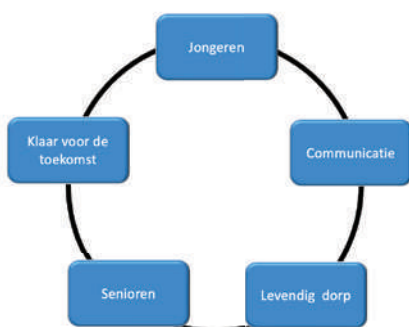 Jongeren
Klaar voor de
toekomst
Communicatie
Senioren
Levendig dorp